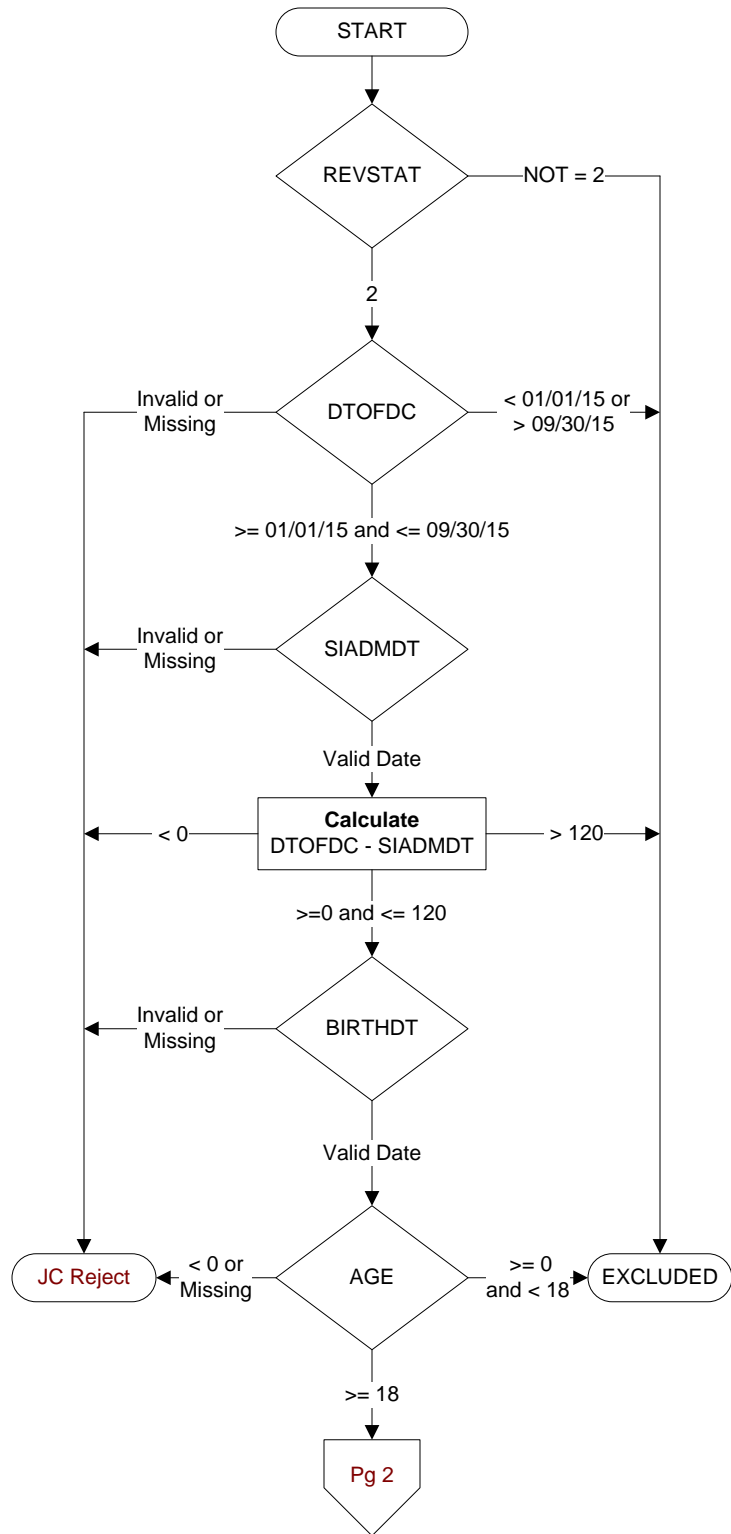 START
REVSTAT
NOT = 2
2
Invalid or
Missing
DTOFDC
< 01/01/15 or
> 09/30/15
>= 01/01/15 and <= 09/30/15
Invalid or
Missing
SIADMDT
Valid Date
< 0
Calculate
DTOFDC - SIADMDT
> 120
>=0 and <= 120
Invalid or
Missing
BIRTHDT
Valid Date
JC Reject
< 0 or
Missing
AGE
>= 0
and < 18
EXCLUDED
>= 18
Pg 2